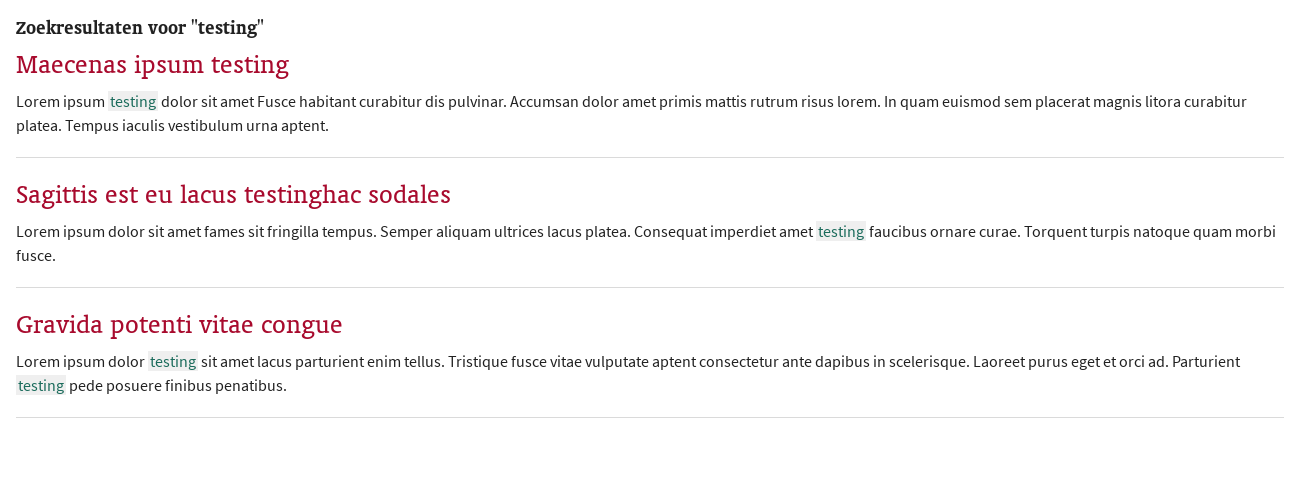 Zoekresultaten voor "testing"
Maecenas ipsum testing
Lorem ipsum testing dolor sit amet Fusce habitant curabitur dis pulvinar. Accumsan dolor amet primis mattis rutrum risus lorem. In quam euismod sem placerat magnis litora curabitur
platea. Tempus iaculis vestibulum urna aptent.
Sagittis est eu lacus testinghac sodales
Lorem ipsum dolor sit amet fames sit fringilla tempus. Semper aliquam ultrices lacus platea. Consequat imperdiet amet testing faucibus ornare curae. Torquent turpis natoque quam morbi
fusce.
Gravida potenti vitae congue
Lorem ipsum dolor testing sit amet lacus parturient enim tellus. Tristique fusce vitae vulputate aptent consectetur ante dapibus in scelerisque. Laoreet purus eget et orci ad. Parturient
testing pede posuere finibus penatibus.